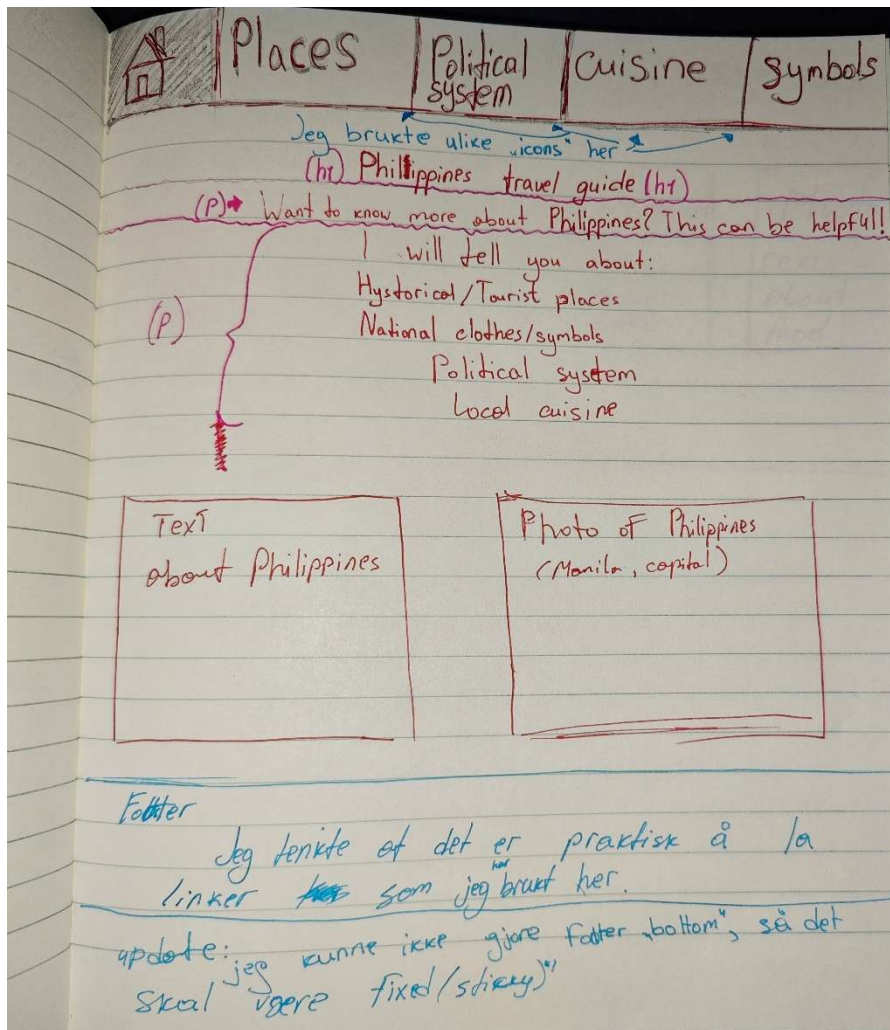 Places
Political system
Cuisine
Symbols
Jeg brukte ulike „icons" her
(h1) Philippines travel guide (h1)
(P) Want to know more about Philippines? This can be helpful!
I will tell you about:
Hystorical/Tourist places
(P)
National clothes/symbols
Political system
Local cuisine
Text
about Philippines
Photo of Philippines
(Manila, capital)
Footer
Jeg tenkte at det er praktisk å la
linker som jeg har brukt her.
update: jeg kunne ikke gjøre footer „bottom", så det
skal være fixed/sticky)